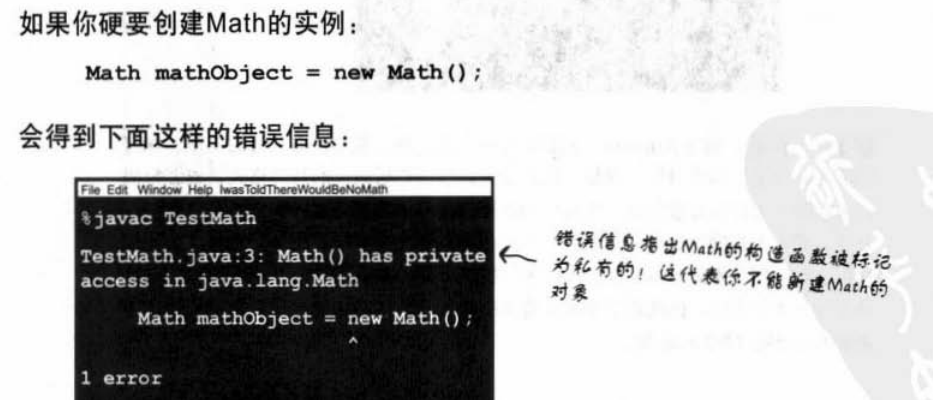 如果你硬要创建Math的实例：
Math mathObject = new Math();
会得到下面这样的错误信息：
File Edit Window Help IwasToldThereWouldBeNoMath
%javac TestMath
TestMath.java:3: Math() has private
access in java.lang.Math
Math mathObject = new Math();
^
1 error
错误信息指出Math的构造函数被标记
为私有的！这代表你不能新建Math的
对象